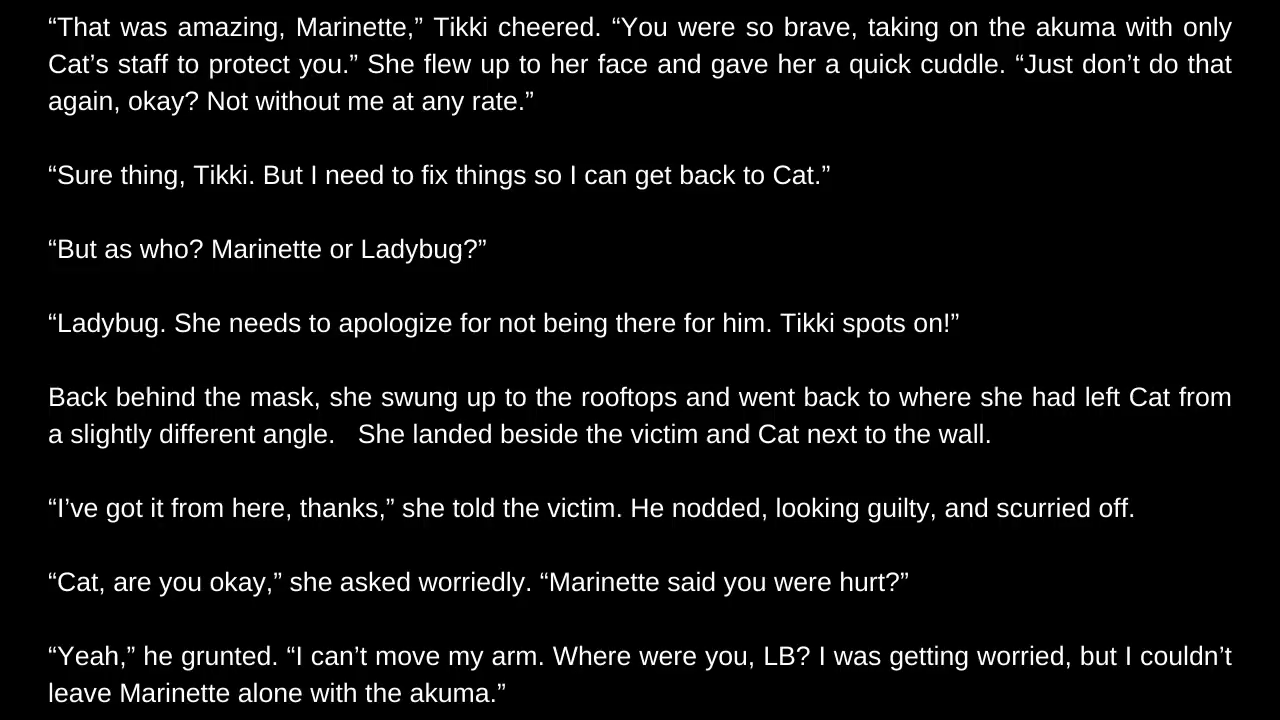 “That was amazing, Marinette,” Tikki cheered. “You were so brave, taking on the akuma with only
Cat’s staff to protect you.” She flew up to her face and gave her a quick cuddle. “Just don’t do that
again, okay? Not without me at any rate.”
“Sure thing, Tikki. But I need to fix things so I can get back to Cat.”
“But as who? Marinette or Ladybug?”
“Ladybug. She needs to apologize for not being there for him. Tikki spots on!”
Back behind the mask, she swung up to the rooftops and went back to where she had left Cat from
a slightly different angle.   She landed beside the victim and Cat next to the wall.
“I’ve got it from here, thanks,” she told the victim. He nodded, looking guilty, and scurried off.
“Cat, are you okay,” she asked worriedly. “Marinette said you were hurt?”
“Yeah,” he grunted. “I can’t move my arm. Where were you, LB? I was getting worried, but I couldn’t
leave Marinette alone with the akuma.”